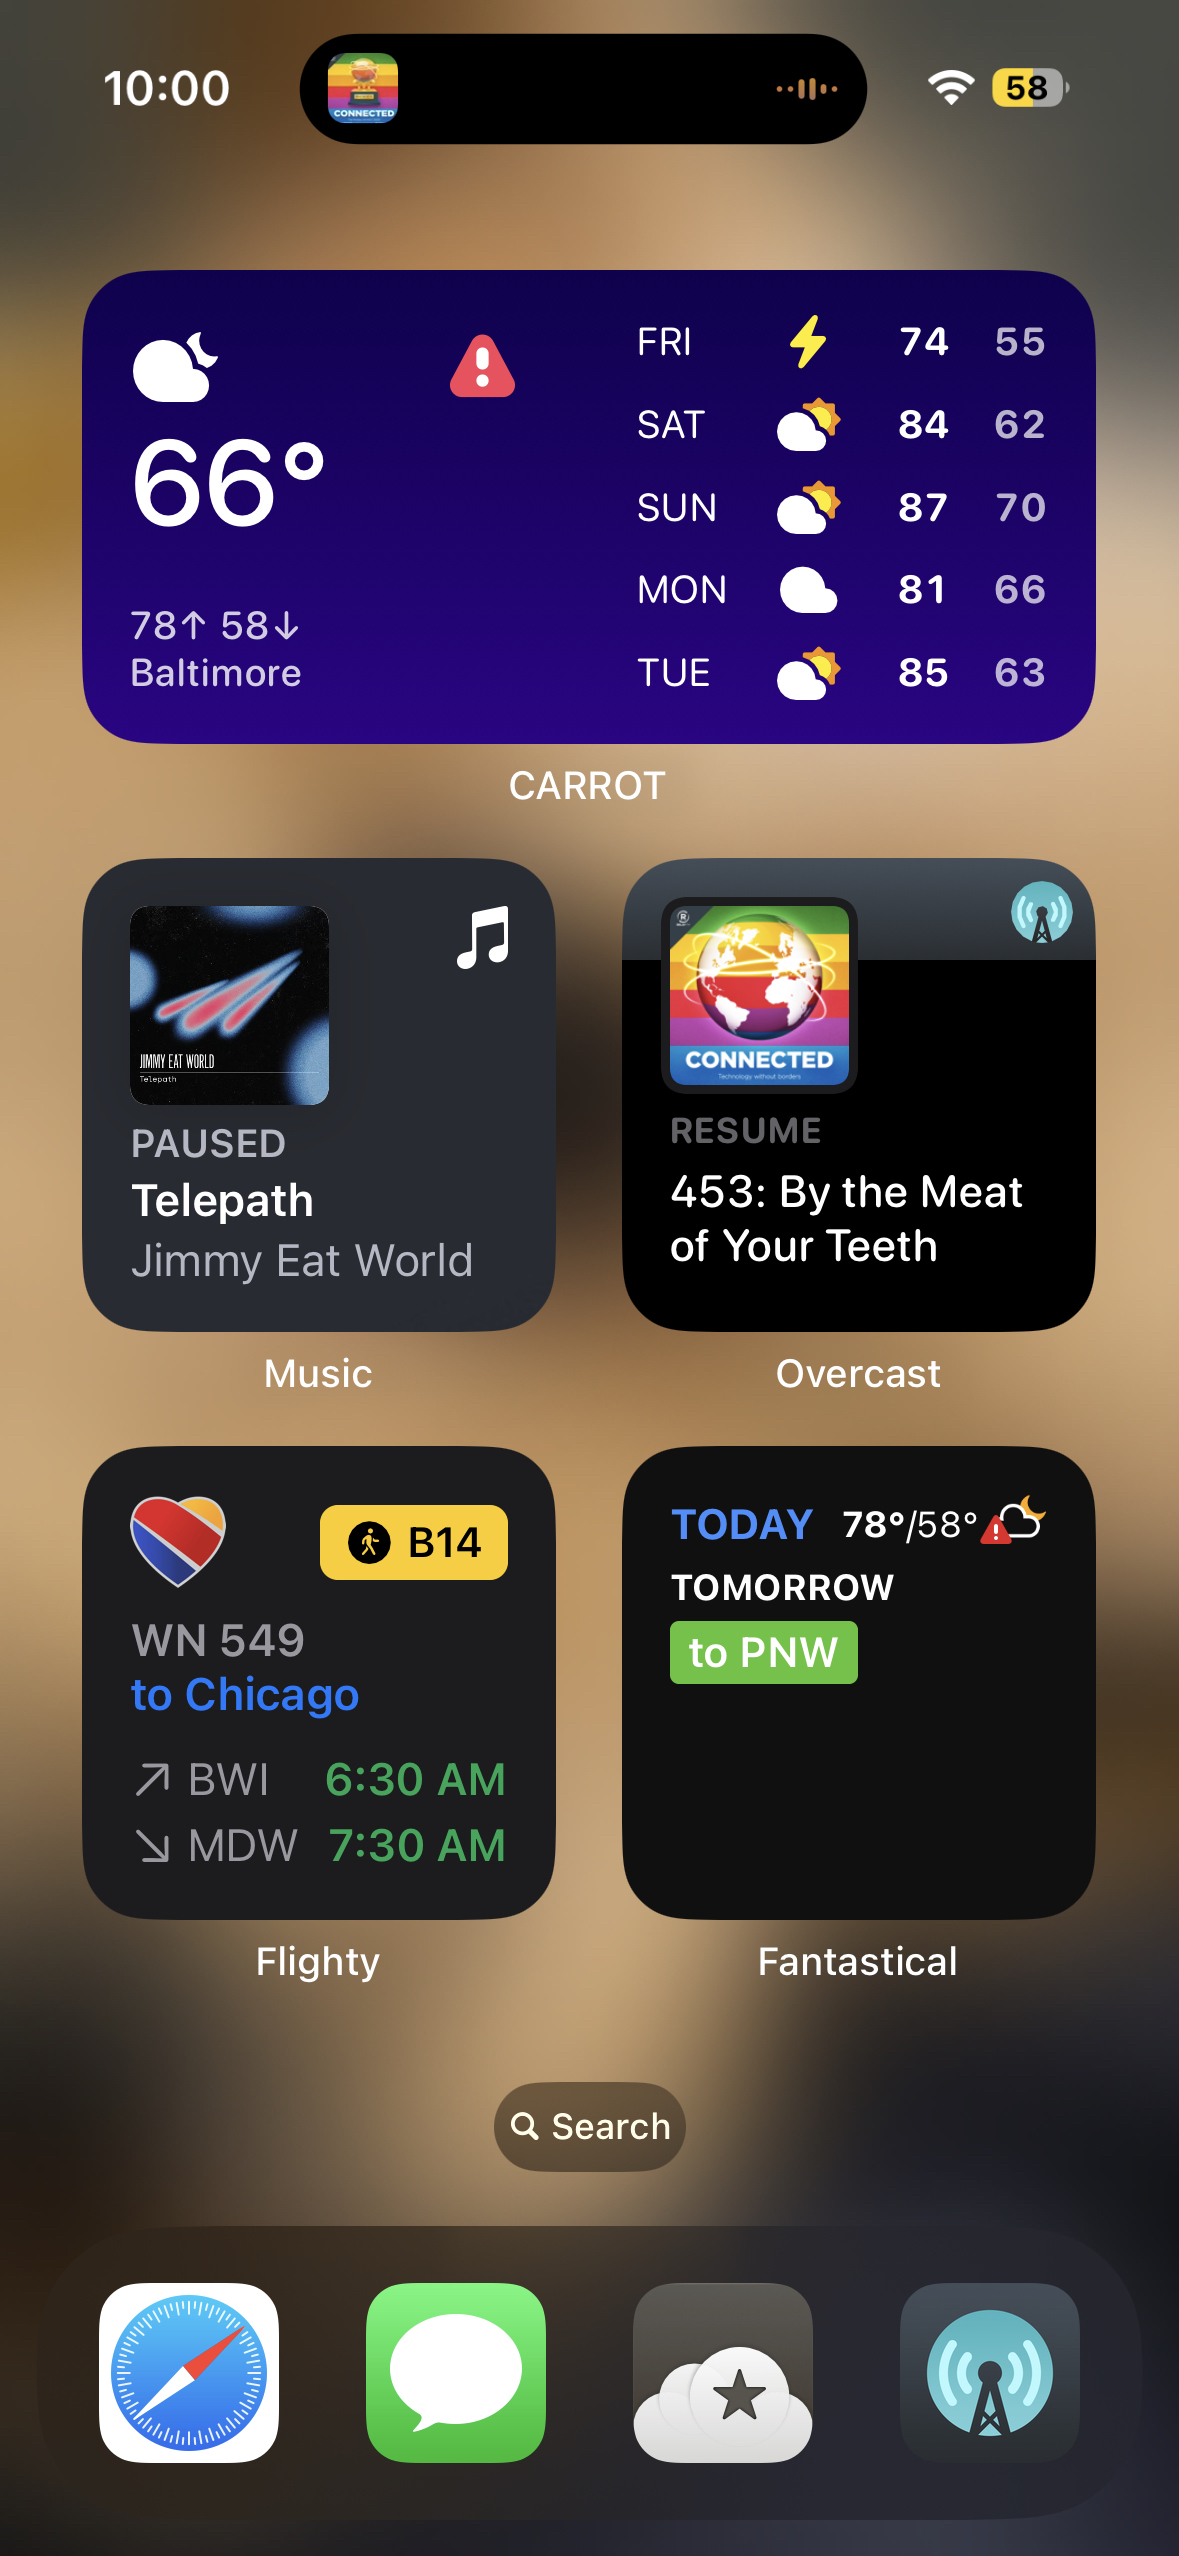 10:00
CONNECTED
58
66°
78↑ 58↓
Baltimore
FRI 74 55
SAT 84 62
SUN 87 70
MON 81 66
TUE 85 63
CARROT
JIMMY EAT WORLD
Telepath
PAUSED
Telepath
Jimmy Eat World
Music
R
CONNECTED
Technology without borders
RESUME
453: By the Meat
of Your Teeth
Overcast
B14
WN 549
to Chicago
↗ BWI 6:30 AM
↘ MDW 7:30 AM
Flighty
TODAY 78°/58°
TOMORROW
to PNW
Fantastical
Search